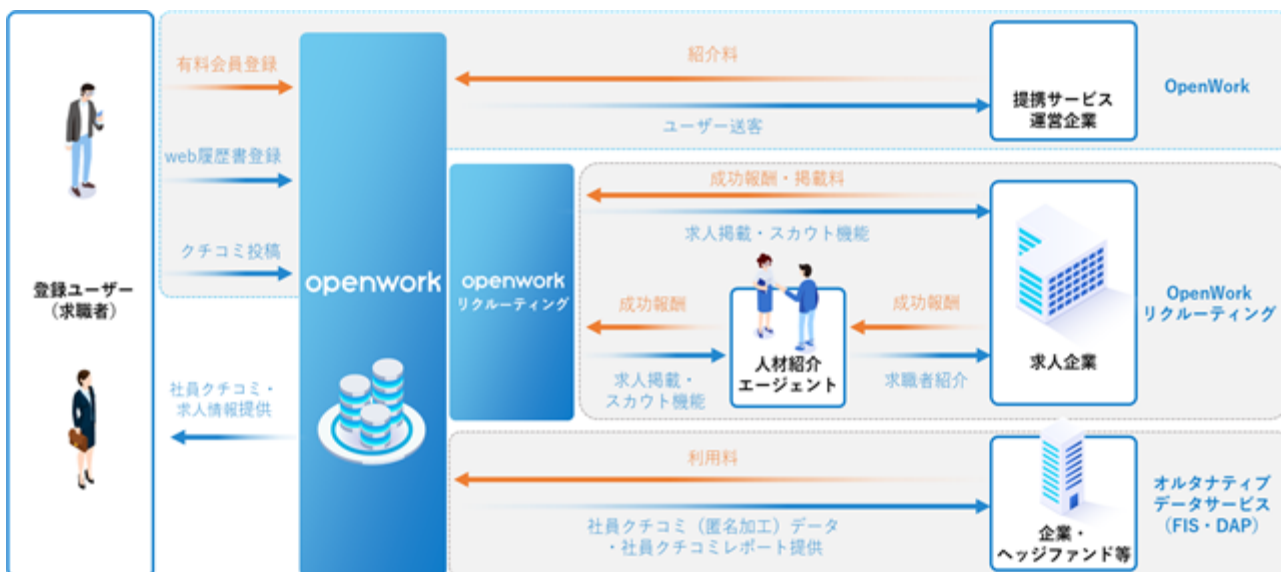 有料会員登録
web履歴書登録
クチコミ投稿
登録ユーザー
（求職者）
社員クチコミ・
求人情報提供
openwork
紹介料
ユーザー送客
提携サービス
運営企業
OpenWork
openwork
リクルーティング
成功報酬・掲載料
求人掲載・スカウト機能
成功報酬
求人掲載・
スカウト機能
人材紹介
エージェント
成功報酬
求職者紹介
求人企業
OpenWork
リクルーティング
利用料
社員クチコミ（匿名加工）データ
・社員クチコミレポート提供
企業・
ヘッジファンド等
オルタナティブ
データサービス
（FIS・DAP）